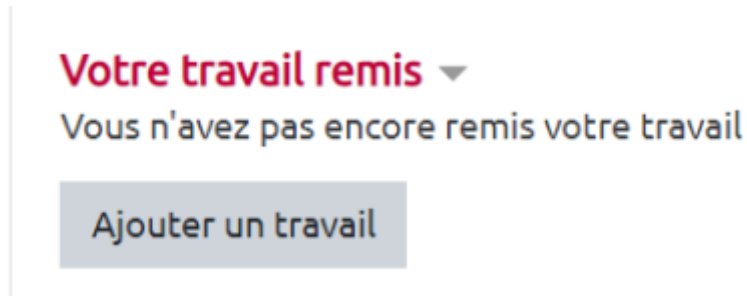 Votre travail remis
Vous n'avez pas encore remis votre travail
Ajouter un travail